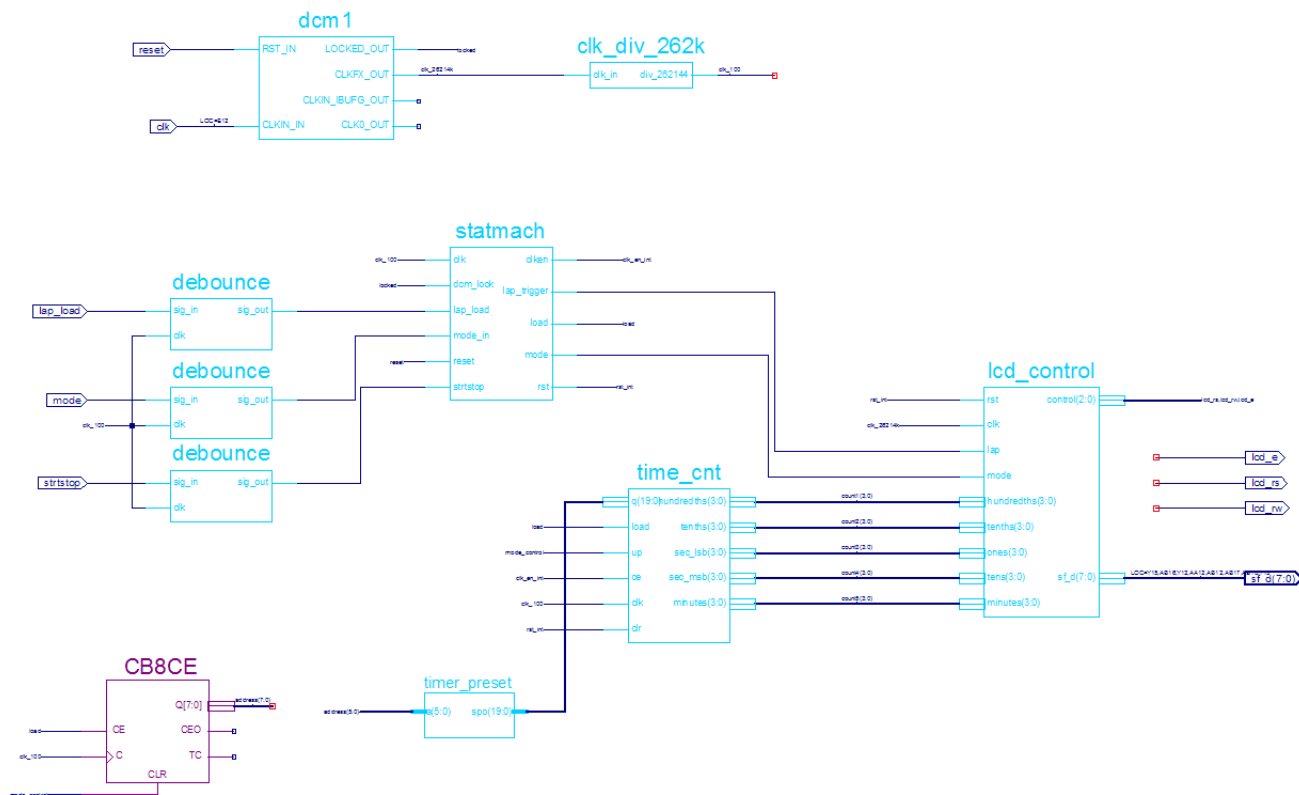 dcm1
reset
RST_IN
LOCKED_OUT
locked
clk_div_262k
CLKFX_OUT
clk_26214k
clk_in
div_262144
clk_100
CLKIN_IBUFG_OUT
clk
CLKIN_IN
CLK0_OUT
statmach
clk_100
clk
clken
clk_en_int
debounce
locked
dcm_lock
lap_trigger
lap_load
sig_in
sig_out
lap_load
load
load
clk
mode_in
mode
debounce
reset
reset
lcd_control
mode
sig_in
sig_out
strtstop
rst
rst_int
rst_int
rst
control(2:0)
lcd_rs,lcd_rw,lcd_e
clk_100
clk
clk_26214k
clk
debounce
lap
lcd_e
time_cnt
strtstop
sig_in
sig_out
mode
lcd_rs
q(19:0)
hundredths(3:0)
count1(3:0)
hundredths(3:0)
lcd_rw
clk
load
load
tenths(3:0)
count2(3:0)
tenths(3:0)
mode_control
up
sec_lsb(3:0)
count3(3:0)
ones(3:0)
clk_en_int
ce
sec_msb(3:0)
count4(3:0)
tens(3:0)
sf_d(7:0)
sf_d(7:0)
clk_100
clk
minutes(3:0)
count5(3:0)
minutes(3:0)
rst_int
clr
CB8CE
timer_preset
Q[7:0]
address(7:0)
address(5:0)
a(5:0)
spo(19:0)
load
CE
CEO
clk_100
C
TC
CLR